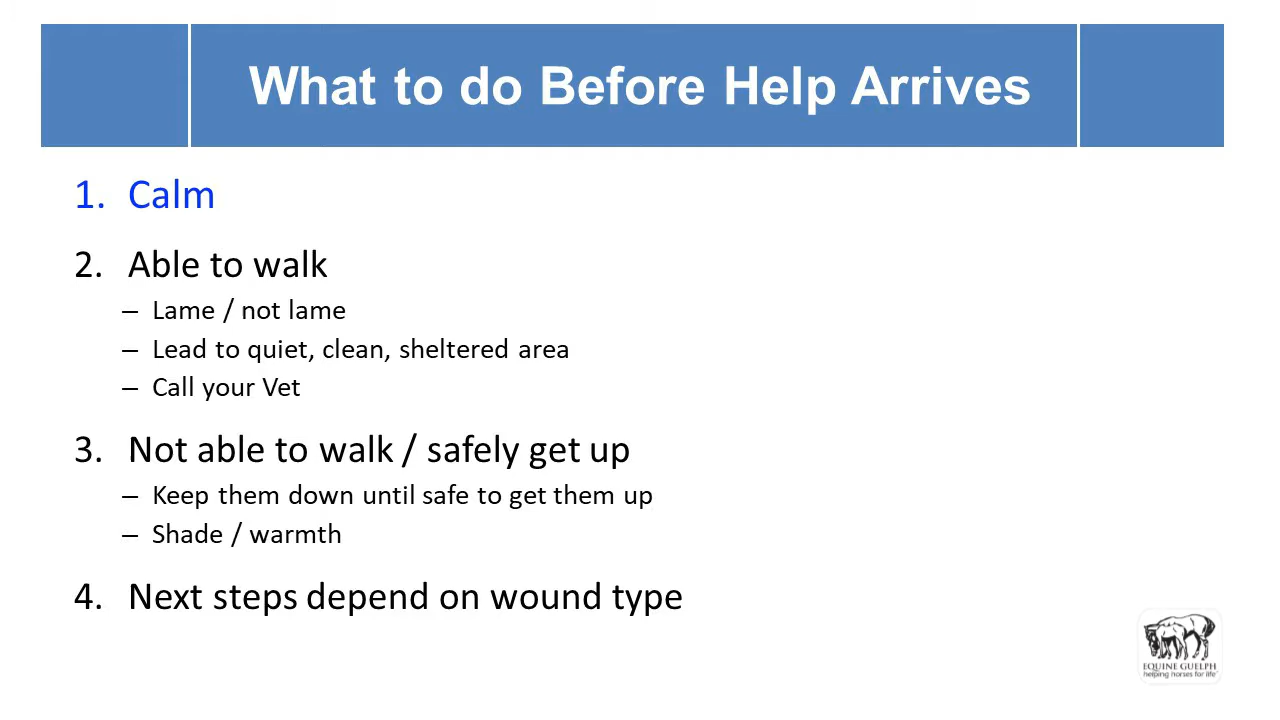 What to do Before Help Arrives
1. Calm
2. Able to walk
– Lame / not lame
– Lead to quiet, clean, sheltered area
– Call your Vet
3. Not able to walk / safely get up
– Keep them down until safe to get them up
– Shade / warmth
4. Next steps depend on wound type
EQUINE GUELPH
helping horses for life™